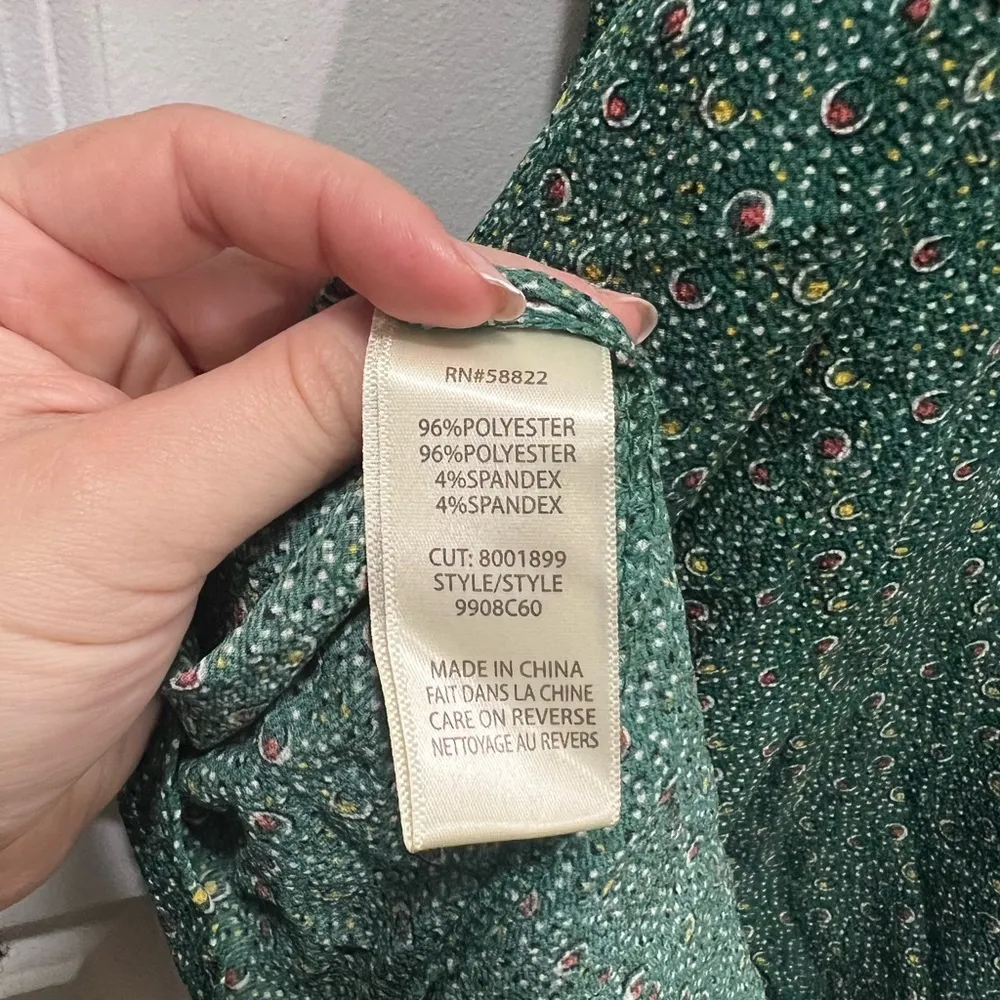 RN#58822
96%POLYESTER
96%POLYESTER
4%SPANDEX
4%SPANDEX
CUT: 8001899
STYLE/STYLE
9908C60
MADE IN CHINA
FAIT DANS LA CHINE
CARE ON REVERSE
NETTOYAGE AU REVERS